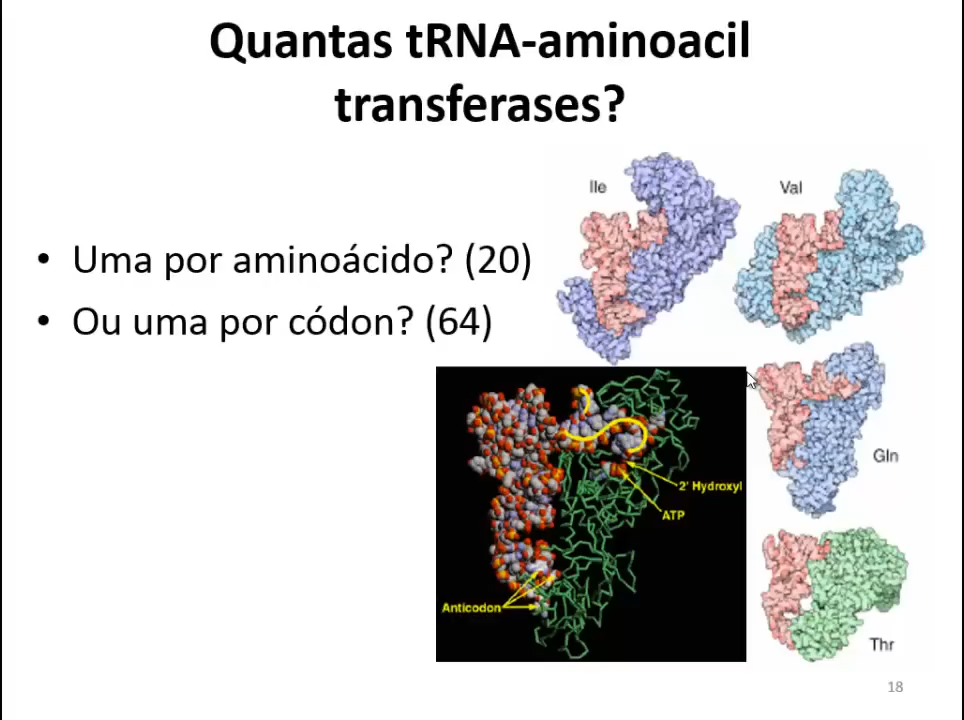 Quantas tRNA-aminoacil
transferases?
• Uma por aminoácido? (20)
• Ou uma por códon? (64)
Ile
Val
Gln
Thr
2' Hydroxyl
ATP
Anticodon
18